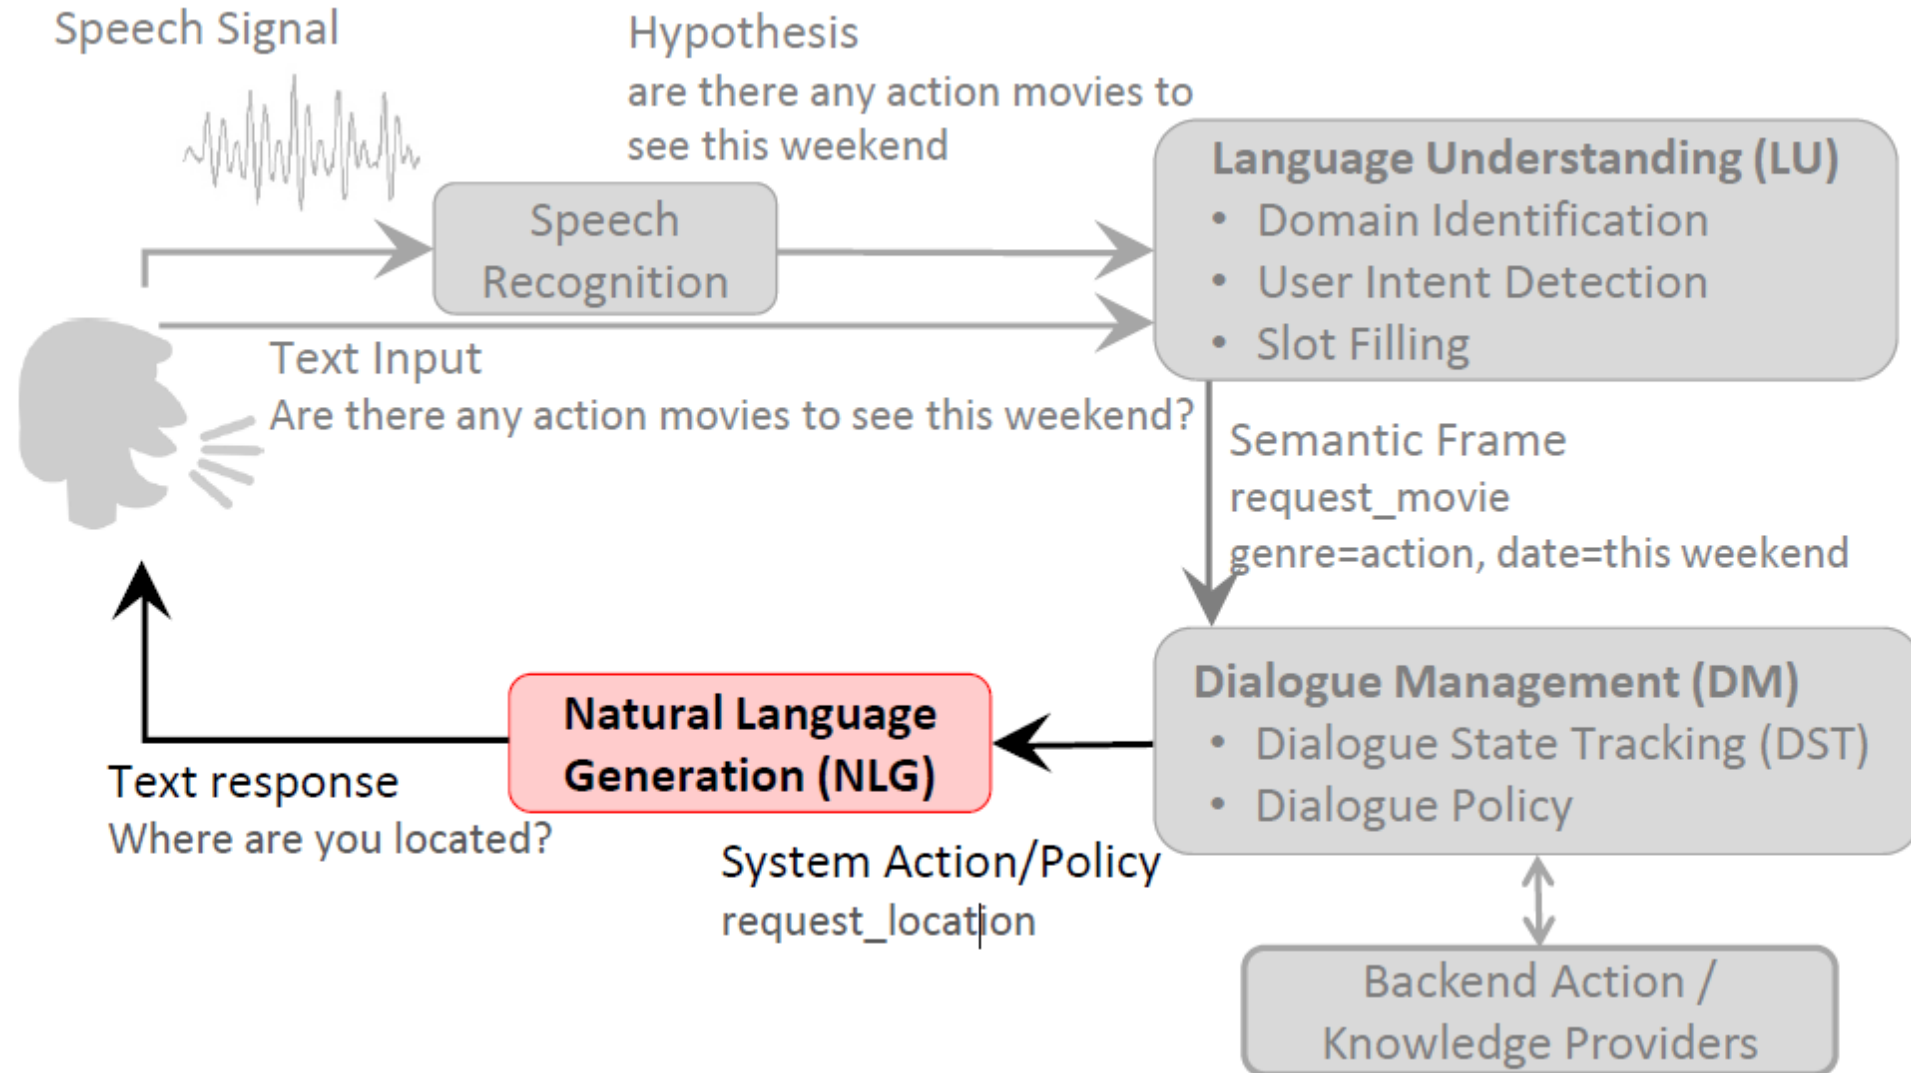 Speech Signal
Hypothesis
are there any action movies to
see this weekend
Speech
Recognition
Language Understanding (LU)
• Domain Identification
• User Intent Detection
• Slot Filling
Text Input
Are there any action movies to see this weekend?
Semantic Frame
request_movie
genre=action, date=this weekend
Dialogue Management (DM)
• Dialogue State Tracking (DST)
• Dialogue Policy
Natural Language
Generation (NLG)
Text response
Where are you located?
System Action/Policy
request_location
Backend Action /
Knowledge Providers